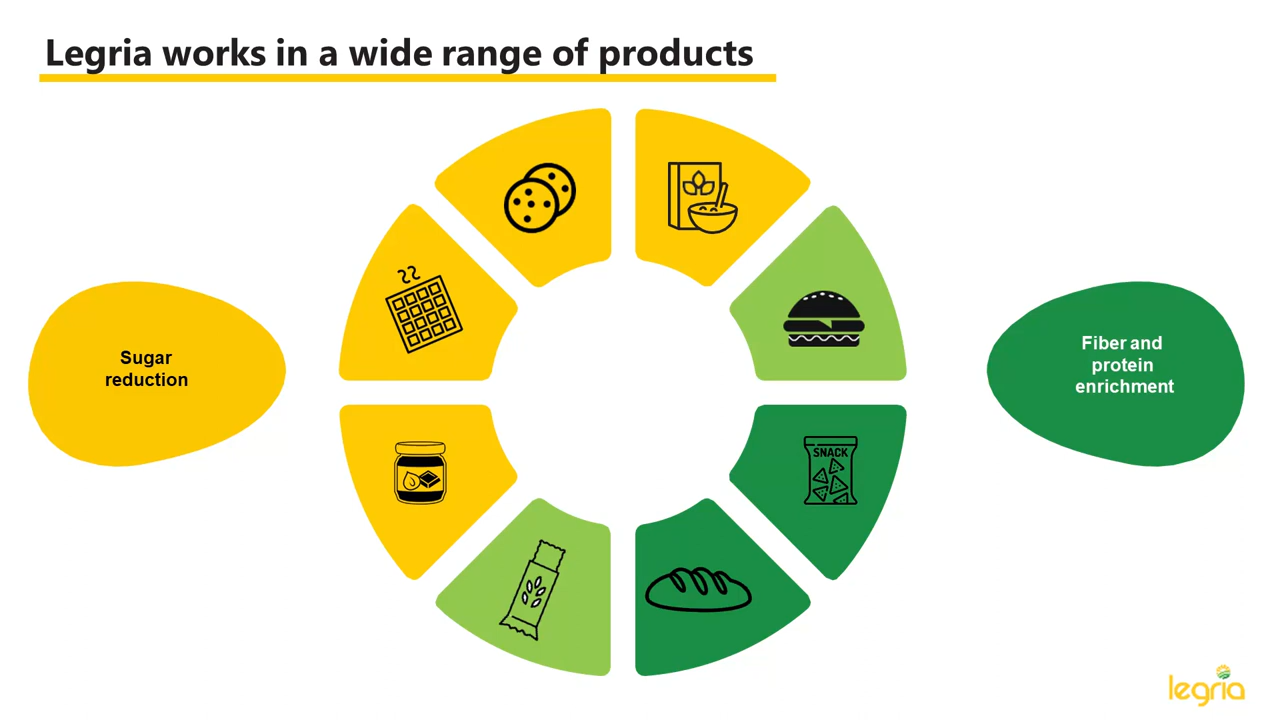 Legria works in a wide range of products
Sugar
reduction
Fiber and
protein
enrichment
SNACK
legria